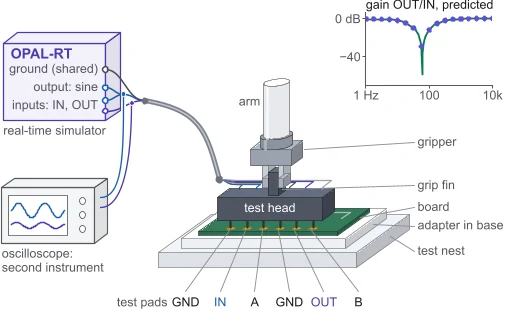 gain OUT/IN, predicted
0 dB
−40
1 Hz
100
10k
OPAL-RT
ground (shared)
output: sine
inputs: IN, OUT
real-time simulator
arm
gripper
grip fin
board
adapter in base
test nest
test head
oscilloscope:
second instrument
test pads GND IN A GND OUT B